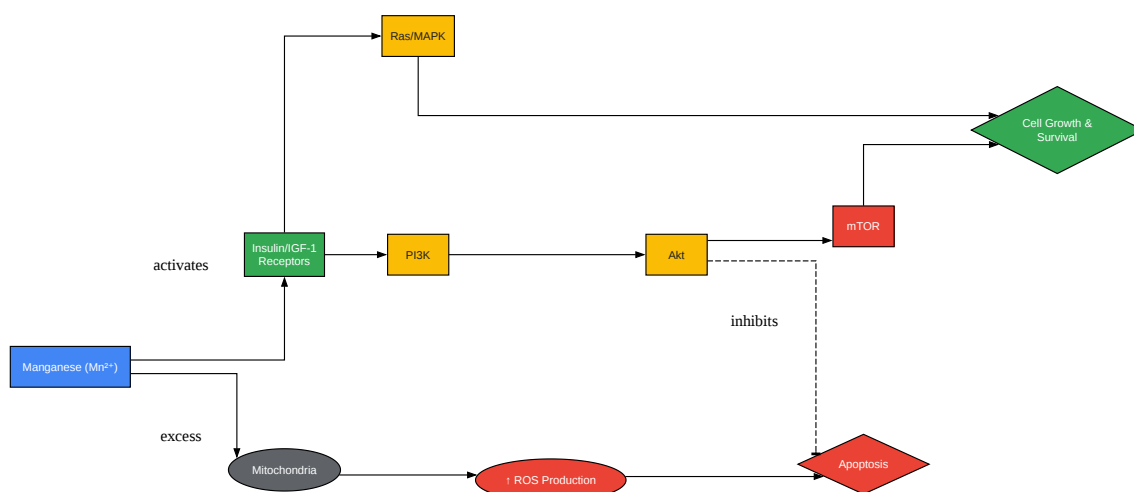 Ras/MAPK
Cell Growth &
Survival
mTOR
Insulin/IGF-1
Receptors
PI3K
Akt
activates
inhibits
Manganese (Mn²⁺)
excess
Mitochondria
↑ ROS Production
Apoptosis